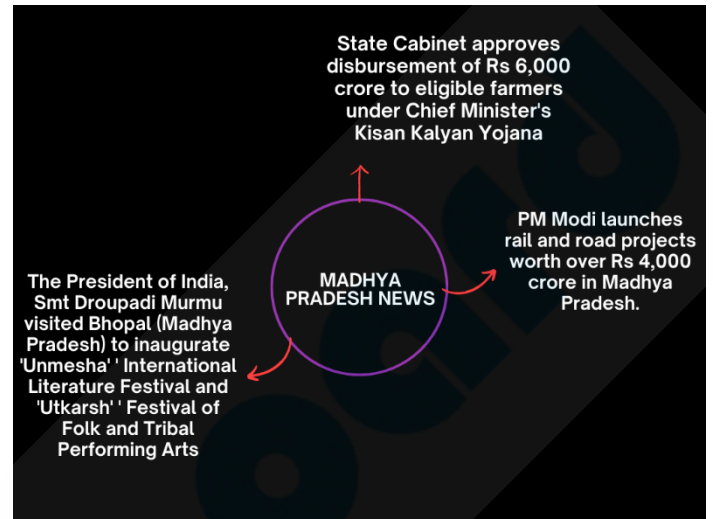 State Cabinet approves
disbursement of Rs 6,000
crore to eligible farmers
under Chief Minister's
Kisan Kalyan Yojana
PM Modi launches
rail and road projects
worth over Rs 4,000
crore in Madhya
Pradesh.
MADHYA
PRADESH NEWS
The President of India,
Smt Droupadi Murmu
visited Bhopal (Madhya
Pradesh) to inaugurate
'Unmesha' ' International
Literature Festival and
'Utkarsh' ' Festival of
Folk and Tribal
Performing Arts